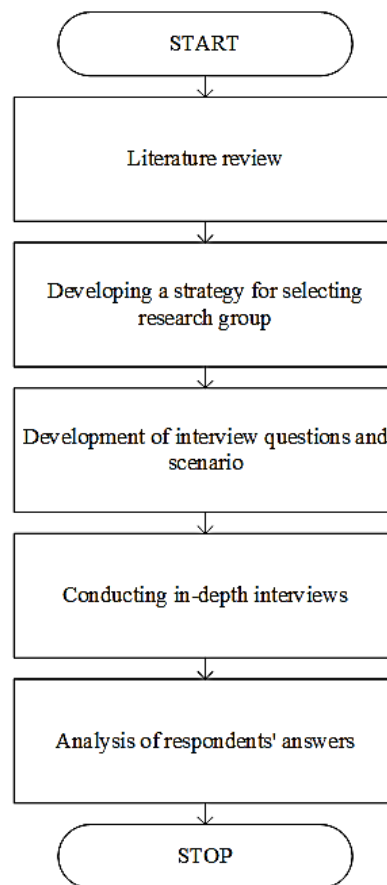 START
Literature review
Developing a strategy for selecting
research group
Development of interview questions and
scenario
Conducting in-depth interviews
Analysis of respondents' answers
STOP